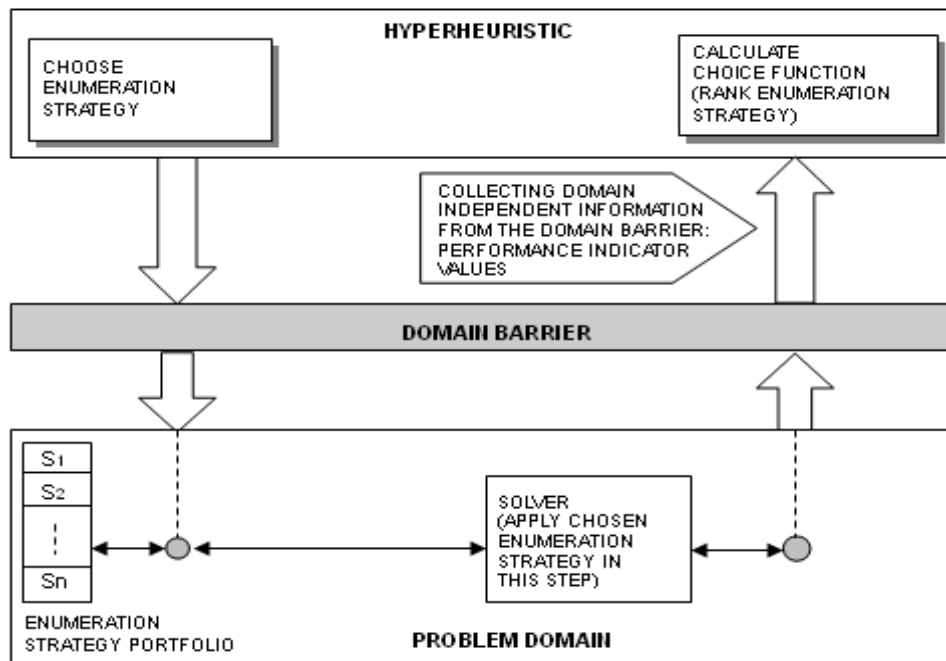 HYPERHEURISTIC
CHOOSE
ENUMERATION
STRATEGY
CALCULATE
CHOICE FUNCTION
(RANK ENUMERATION
STRATEGY)
COLLECTING DOMAIN
INDEPENDENT INFORMATION
FROM THE DOMAIN BARRIER:
PERFORMANCE INDICATOR
VALUES
DOMAIN BARRIER
S1
S2
Sn
SOLVER
(APPLY CHOSEN
ENUMERATION
STRATEGY IN
THIS STEP)
ENUMERATION
STRATEGY PORTFOLIO
PROBLEM DOMAIN